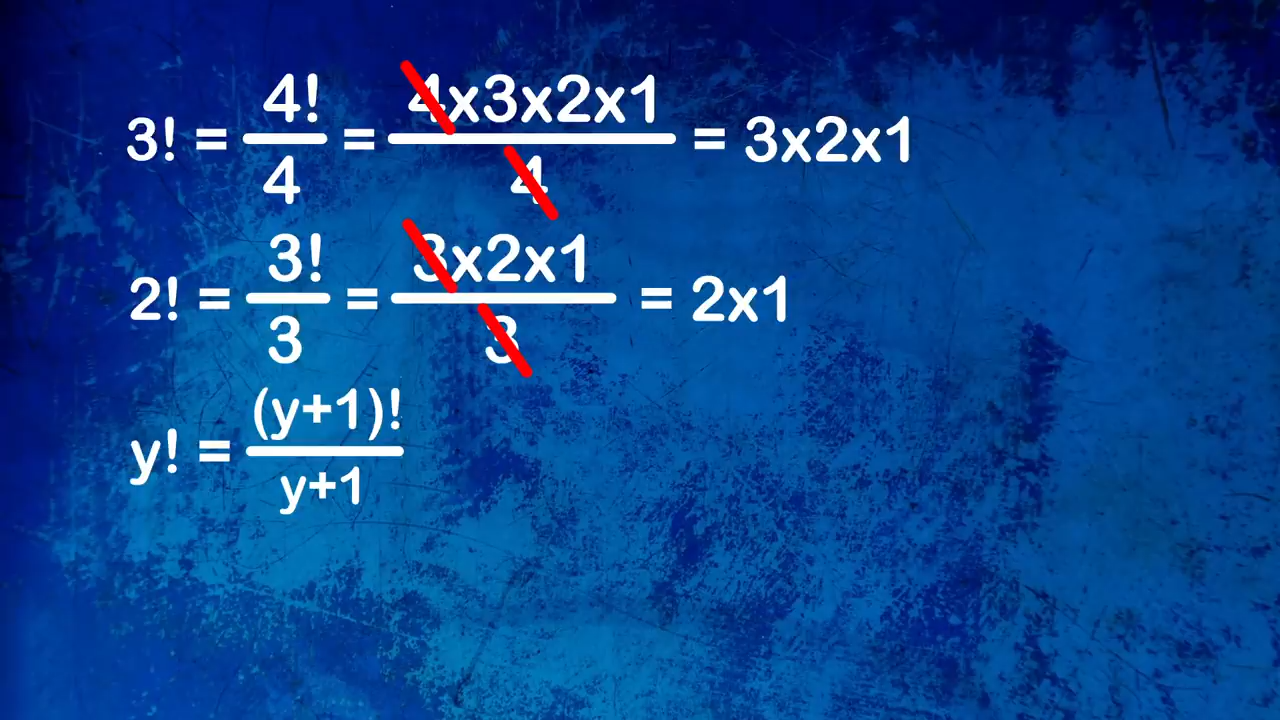 3! = 4!/4 = 4x3x2x1/4 = 3x2x1
2! = 3!/3 = 3x2x1/3 = 2x1
y! = (y+1)!/y+1